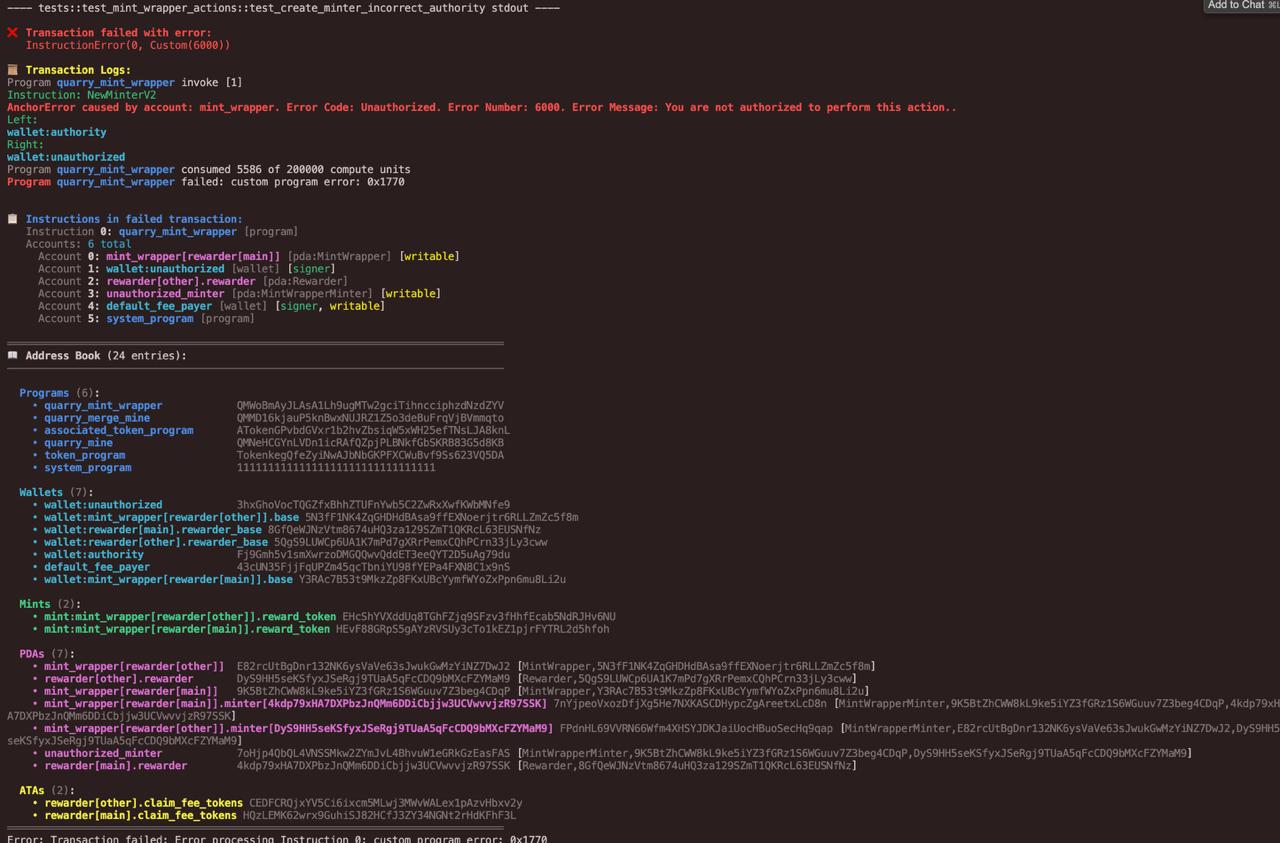 Add to Chat ⌘L
---- tests::test_mint_wrapper_actions::test_create_minter_incorrect_authority stdout ----
❌ Transaction failed with error:
InstructionError(0, Custom(6000))
📜 Transaction Logs:
Program quarry_mint_wrapper invoke [1]
Instruction: NewMinterV2
AnchorError caused by account: mint_wrapper. Error Code: Unauthorized. Error Number: 6000. Error Message: You are not authorized to perform this action..
Left:
wallet:authority
Right:
wallet:unauthorized
Program quarry_mint_wrapper consumed 5586 of 200000 compute units
Program quarry_mint_wrapper failed: custom program error: 0x1770
📋 Instructions in failed transaction:
Instruction 0: quarry_mint_wrapper [program]
Accounts: 6 total
Account 0: mint_wrapper[rewarder[main]] [pda:MintWrapper] [writable]
Account 1: wallet:unauthorized [wallet] [signer]
Account 2: rewarder[other].rewarder [pda:Rewarder]
Account 3: unauthorized_minter [pda:MintWrapperMinter] [writable]
Account 4: default_fee_payer [wallet] [signer, writable]
Account 5: system_program [program]
📖 Address Book (24 entries):
Programs (6):
• quarry_mint_wrapper QMWoBmAyJLAsA1Lh9ugMTw2gciTihncciphzdNzdZYV
• quarry_merge_mine QMMD16kjauP5knBwxNUJRZ1Z5o3deBuFrqVjBVmmqto
• associated_token_program ATokenGPvbdGVxr1b2hvZbsiqW5xWH25efTNsLJA8knL
• quarry_mine QMNeHCGYnLVDn1icRAfQZpjPLBNkfGbSKRB83G5d8KB
• token_program TokenkegQfeZyiNwAJbNbGKPFXCWuBvf9Ss623VQ5DA
• system_program 11111111111111111111111111111111
Wallets (7):
• wallet:unauthorized 3hxGhoVocTQGZfxBhhZTUFnYwb5C2ZwRxXwfKWbMNfe9
• wallet:mint_wrapper[rewarder[other]].base 5N3fF1NK4ZqGHDHdBAsa9ffEXNoerjtr6RLLZmZc5f8m
• wallet:rewarder[main].rewarder_base 8GfQeWJNzVtm8674uHQ3za129SZmT1QKRcL63EUSNfNz
• wallet:rewarder[other].rewarder_base 5QgS9LUWCp6UA1K7mPd7gXRrPemxCQhPCrn33jLy3cww
• wallet:authority Fj9Gmh5v1smXwrzoDMGQQwvQddET3eeQYT2D5uAg79du
• default_fee_payer 43cUN35FjjFqUPZm45qcTbniYU98fYEPa4FXN8C1x9nS
• wallet:mint_wrapper[rewarder[main]].base Y3RAc7B53t9MkzZp8FKxUBcYymfWYoZxPpn6mu8Li2u
Mints (2):
• mint:mint_wrapper[rewarder[other]].reward_token EHcShYVXddUq8TGhFZjq9SFzv3fHhfEcab5NdRJHv6NU
• mint:mint_wrapper[rewarder[main]].reward_token HEvF88GRpS5gAYzRVSUy3cTo1kEZ1pjrFYTRL2d5hfoh
PDAs (7):
• mint_wrapper[rewarder[other]] E82rcUtBgDnr132NK6ysVaVe63sJwukGwMzYiNZ7DwJ2 [MintWrapper,5N3fF1NK4ZqGHDHdBAsa9ffEXNoerjtr6RLLZmZc5f8m]
• rewarder[other].rewarder DyS9HH5seKSfyxJSeRgj9TUaA5qFcCDQ9bMXcFZYMaM9 [Rewarder,5QgS9LUWCp6UA1K7mPd7gXRrPemxCQhPCrn33jLy3cww]
• mint_wrapper[rewarder[main]] 9K5BtZhCWW8kL9ke5iYZ3fGRz1S6WGuuv7Z3beg4CDqP [MintWrapper,Y3RAc7B53t9MkzZp8FKxUBcYymfWYoZxPpn6mu8Li2u]
• mint_wrapper[rewarder[main]].minter[4kdp79xHA7DXPbzJnQMm6DDiCbjjw3UCVwvvjzR97SSK] 7nYjpeoVxozDfjXg5He7NXKASCDHypcZgAreetxLcD8n [MintWrapperMinter,9K5BtZhCWW8kL9ke5iYZ3fGRz1S6WGuuv7Z3beg4CDqP,4kdp79xH
A7DXPbzJnQMm6DDiCbjjw3UCVwvvjzR97SSK]
• mint_wrapper[rewarder[other]].minter[DyS9HH5seKSfyxJSeRgj9TUaA5qFcCDQ9bMXcFZYMaM9] FPdnHL69VVRN66Wfm4XHSYJDKJaiJocHBusSecHq9qap [MintWrapperMinter,E82rcUtBgDnr132NK6ysVaVe63sJwukGwMzYiNZ7DwJ2,DyS9HH5
seKSfyxJSeRgj9TUaA5qFcCDQ9bMXcFZYMaM9]
• unauthorized_minter 7oHjp4QbQL4VNSSMkw2ZYmJvL4BhvuW1eGRkGzEasFAS [MintWrapperMinter,9K5BtZhCWW8kL9ke5iYZ3fGRz1S6WGuuv7Z3beg4CDqP,DyS9HH5seKSfyxJSeRgj9TUaA5qFcCDQ9bMXcFZYMaM9]
• rewarder[main].rewarder 4kdp79xHA7DXPbzJnQMm6DDiCbjjw3UCVwvvjzR97SSK [Rewarder,8GfQeWJNzVtm8674uHQ3za129SZmT1QKRcL63EUSNfNz]
ATAs (2):
• rewarder[other].claim_fee_tokens CEDFCRQjxYV5Ci6ixcm5MLwj3MWvWALex1pAzvHbxv2y
• rewarder[main].claim_fee_tokens HQzLEMK62wrx9GuhiSJ82HCfJ3ZY34NGNt2rHdKFhF3L
Error: Transaction failed: Error processing Instruction 0: custom program error: 0x1770